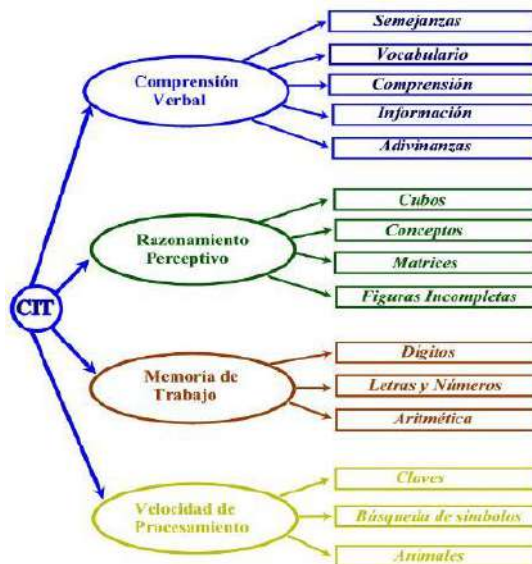 CIT
Comprensión
Verbal
Semejanzas
Vocabulario
Comprensión
Información
Adivinanzas
Razonamiento
Perceptivo
Cubos
Conceptos
Matrices
Figuras Incompletas
Memoria de
Trabajo
Dígitos
Letras y Números
Aritmética
Velocidad de
Procesamiento
Claves
Búsqueda de símbolos
Animales